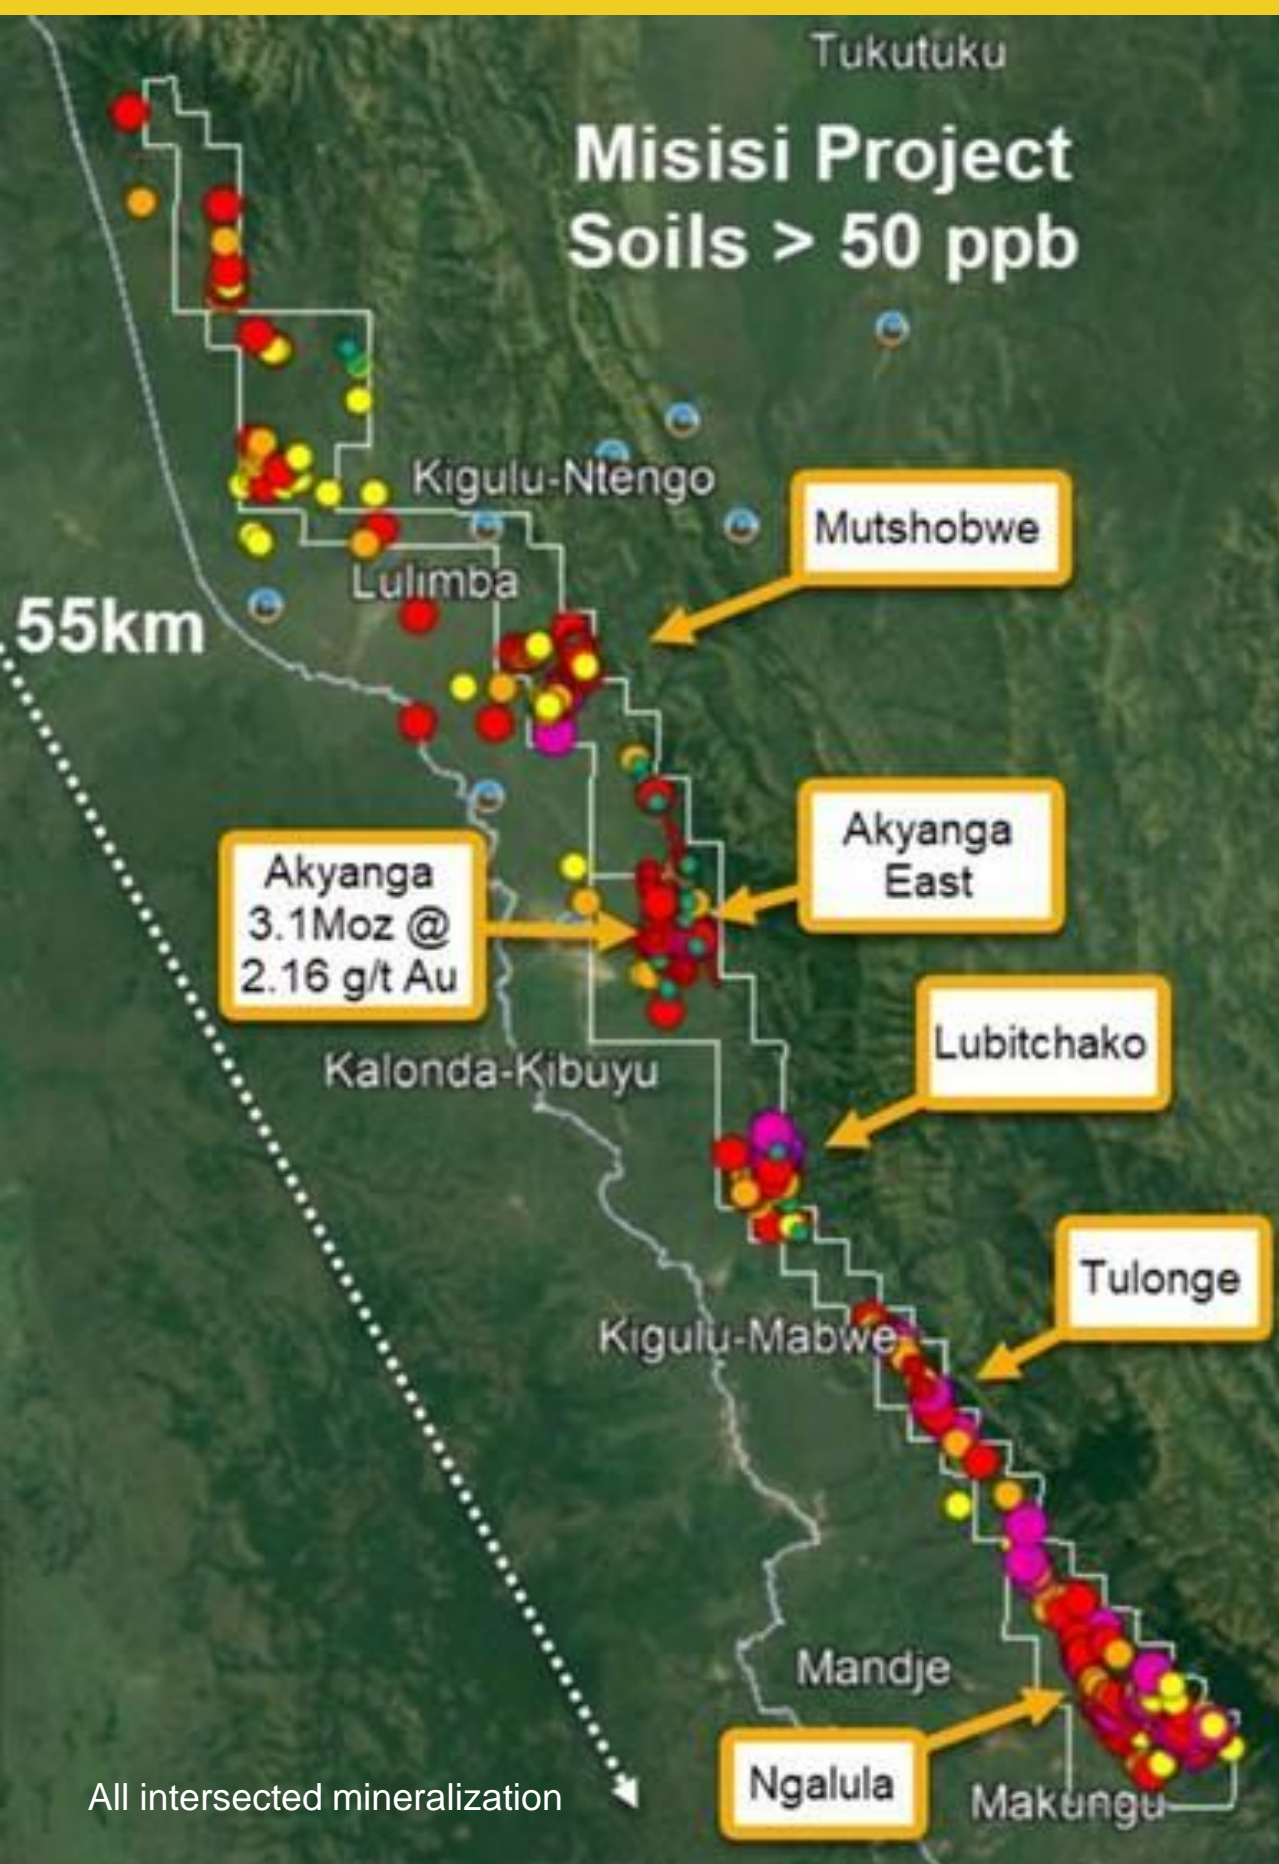 Tukutuku
Misisi Project
Soils > 50 ppb
Kigulu-Ntengo
Mutshobwe
Lulimba
55km
Akyanga
East
Akyanga
3.1Moz @
2.16 g/t Au
Lubitchako
Kalonda-Kibuyu
Tulonge
Kigulu-Mabwe
Mandje
Ngalula
All intersected mineralization
Makungu